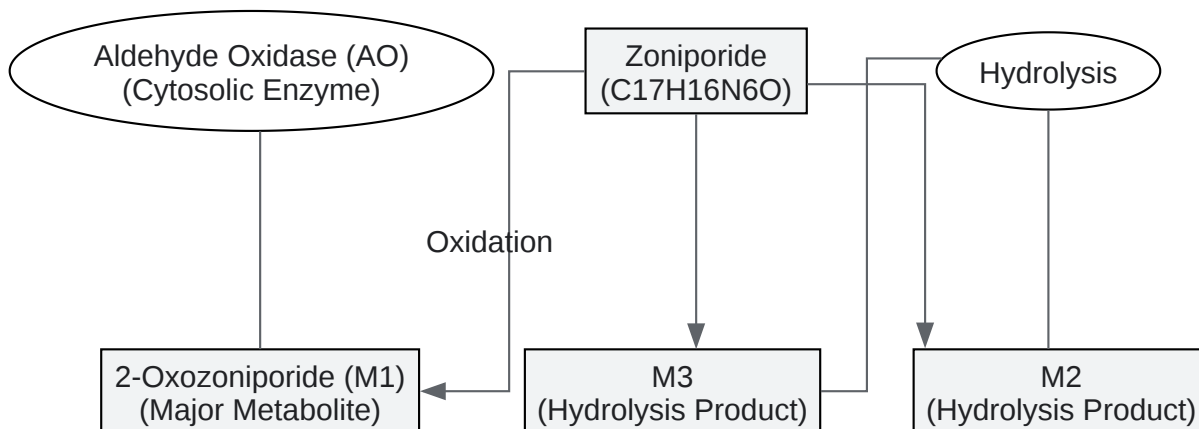 Aldehyde Oxidase (AO)
(Cytosolic Enzyme)
Zoniporide
(C17H16N6O)
Hydrolysis
Oxidation
2-Oxozoniporide (M1)
(Major Metabolite)
M3
(Hydrolysis Product)
M2
(Hydrolysis Product)